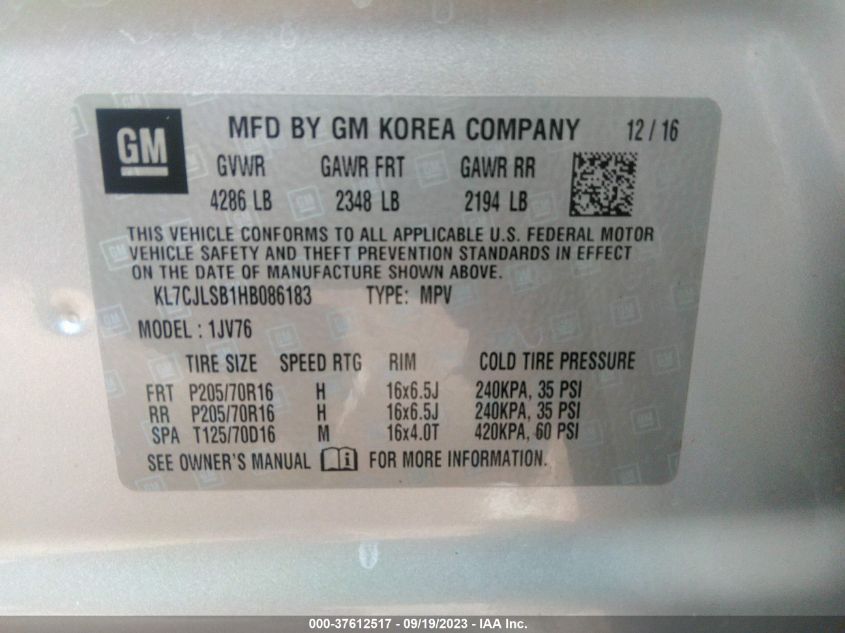 GM MFD BY GM KOREA COMPANY 12/16
GVWR GAWR FRT GAWR RR
4286 LB 2348 LB 2194 LB
THIS VEHICLE CONFORMS TO ALL APPLICABLE U.S. FEDERAL MOTOR
VEHICLE SAFETY AND THEFT PREVENTION STANDARDS IN EFFECT
ON THE DATE OF MANUFACTURE SHOWN ABOVE.
KL7CJLSB1HB086183 TYPE: MPV
MODEL : 1JV76
TIRE SIZE SPEED RTG RIM COLD TIRE PRESSURE
FRT P205/70R16 H 16x6.5J 240KPA, 35 PSI
RR P205/70R16 H 16x6.5J 240KPA, 35 PSI
SPA T125/70D16 M 16x4.0T 420KPA, 60 PSI
SEE OWNER'S MANUAL FOR MORE INFORMATION.
000-37612517 - 09/19/2023 - IAA Inc.